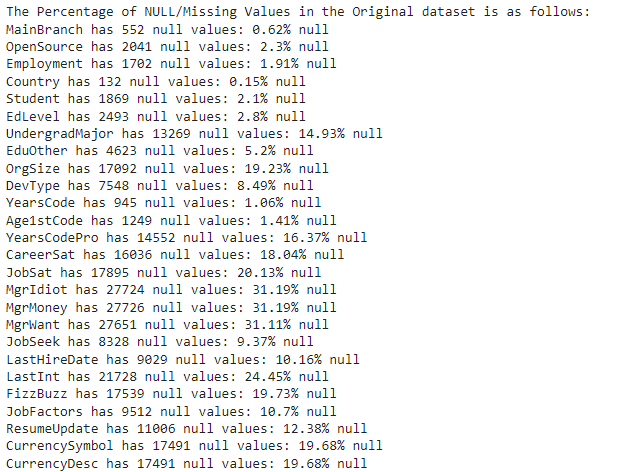 The Percentage of NULL/Missing Values in the Original dataset is as follows:
MainBranch has 552 null values: 0.62% null
OpenSource has 2041 null values: 2.3% null
Employment has 1702 null values: 1.91% null
Country has 132 null values: 0.15% null
Student has 1869 null values: 2.1% null
EdLevel has 2493 null values: 2.8% null
UndergradMajor has 13269 null values: 14.93% null
EduOther has 4623 null values: 5.2% null
OrgSize has 17092 null values: 19.23% null
DevType has 7548 null values: 8.49% null
YearsCode has 945 null values: 1.06% null
Age1stCode has 1249 null values: 1.41% null
YearsCodePro has 14552 null values: 16.37% null
CareerSat has 16036 null values: 18.04% null
JobSat has 17895 null values: 20.13% null
MgrIdiot has 27724 null values: 31.19% null
MgrMoney has 27726 null values: 31.19% null
MgrWant has 27651 null values: 31.11% null
JobSeek has 8328 null values: 9.37% null
LastHireDate has 9029 null values: 10.16% null
LastInt has 21728 null values: 24.45% null
FizzBuzz has 17539 null values: 19.73% null
JobFactors has 9512 null values: 10.7% null
ResumeUpdate has 11006 null values: 12.38% null
CurrencySymbol has 17491 null values: 19.68% null
CurrencyDesc has 17491 null values: 19.68% null